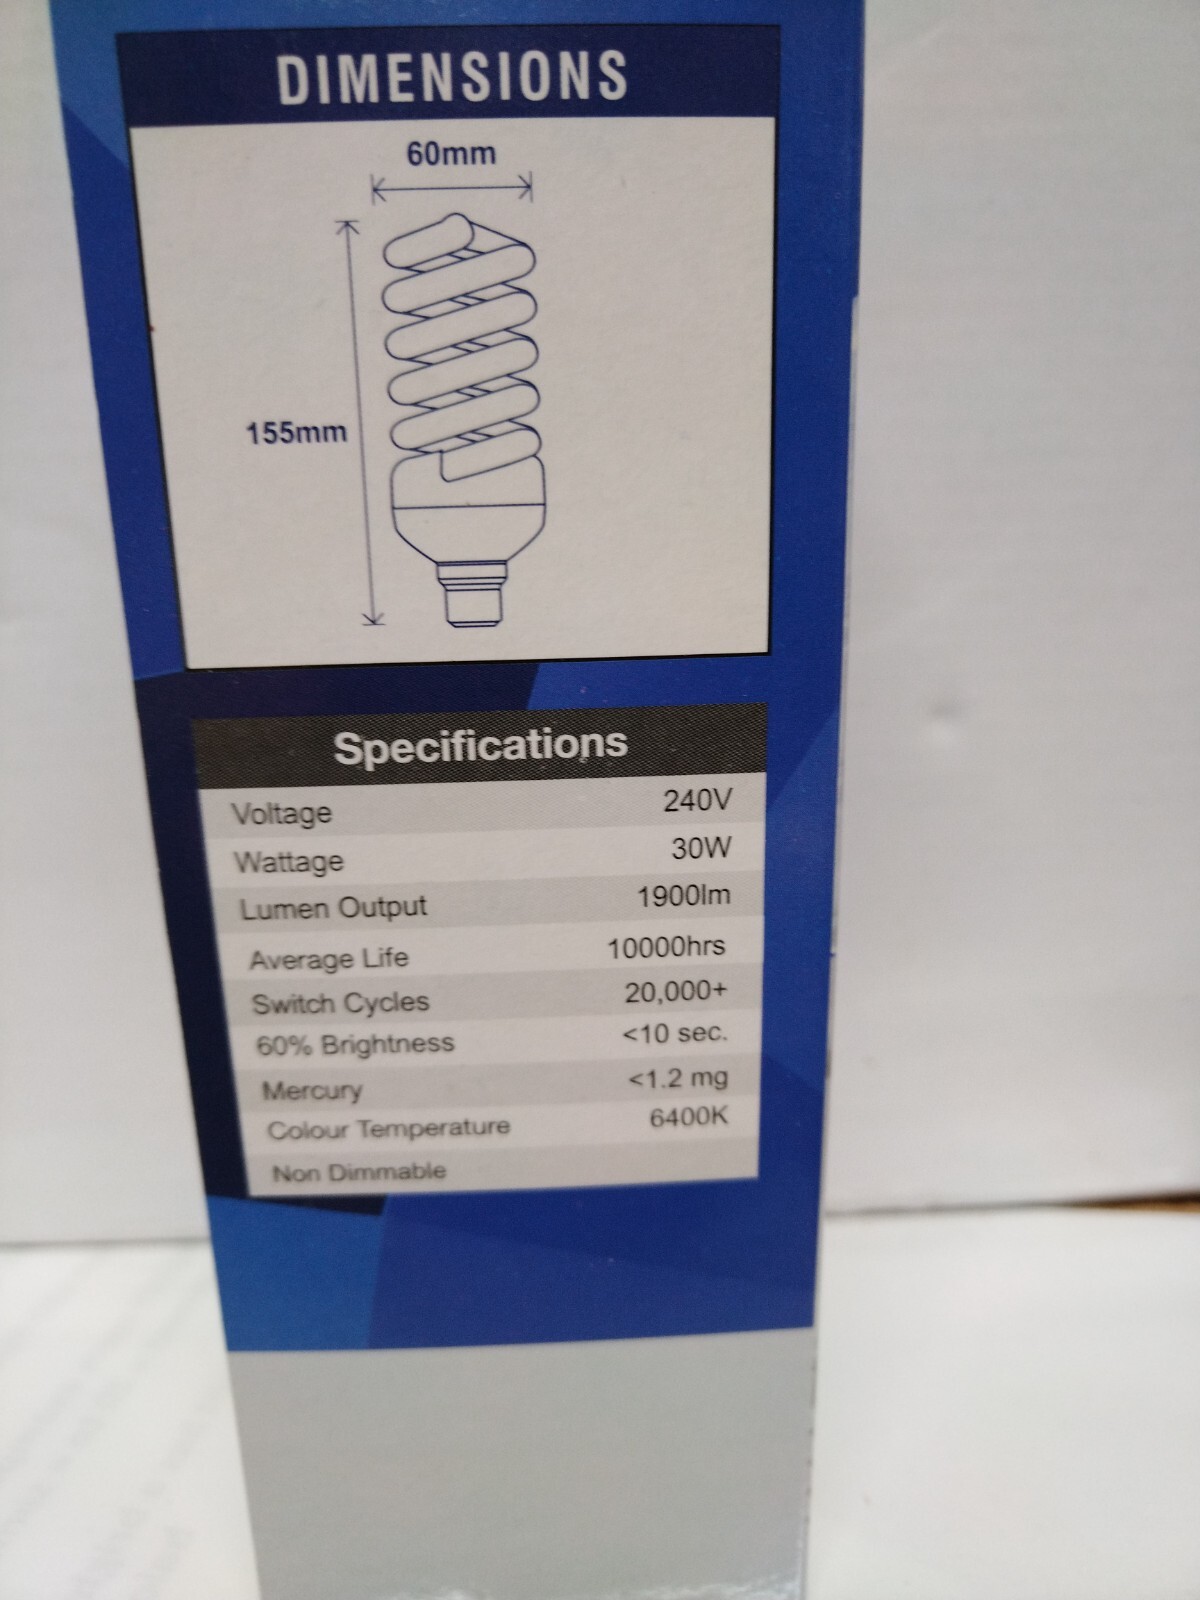 DIMENSIONS
60mm
155mm
Specifications
Voltage 240V
Wattage 30W
Lumen Output 1900lm
Average Life 10000hrs
Switch Cycles 20,000+
60% Brightness <10 sec.
Mercury <1.2 mg
Colour Temperature 6400K
Non Dimmable